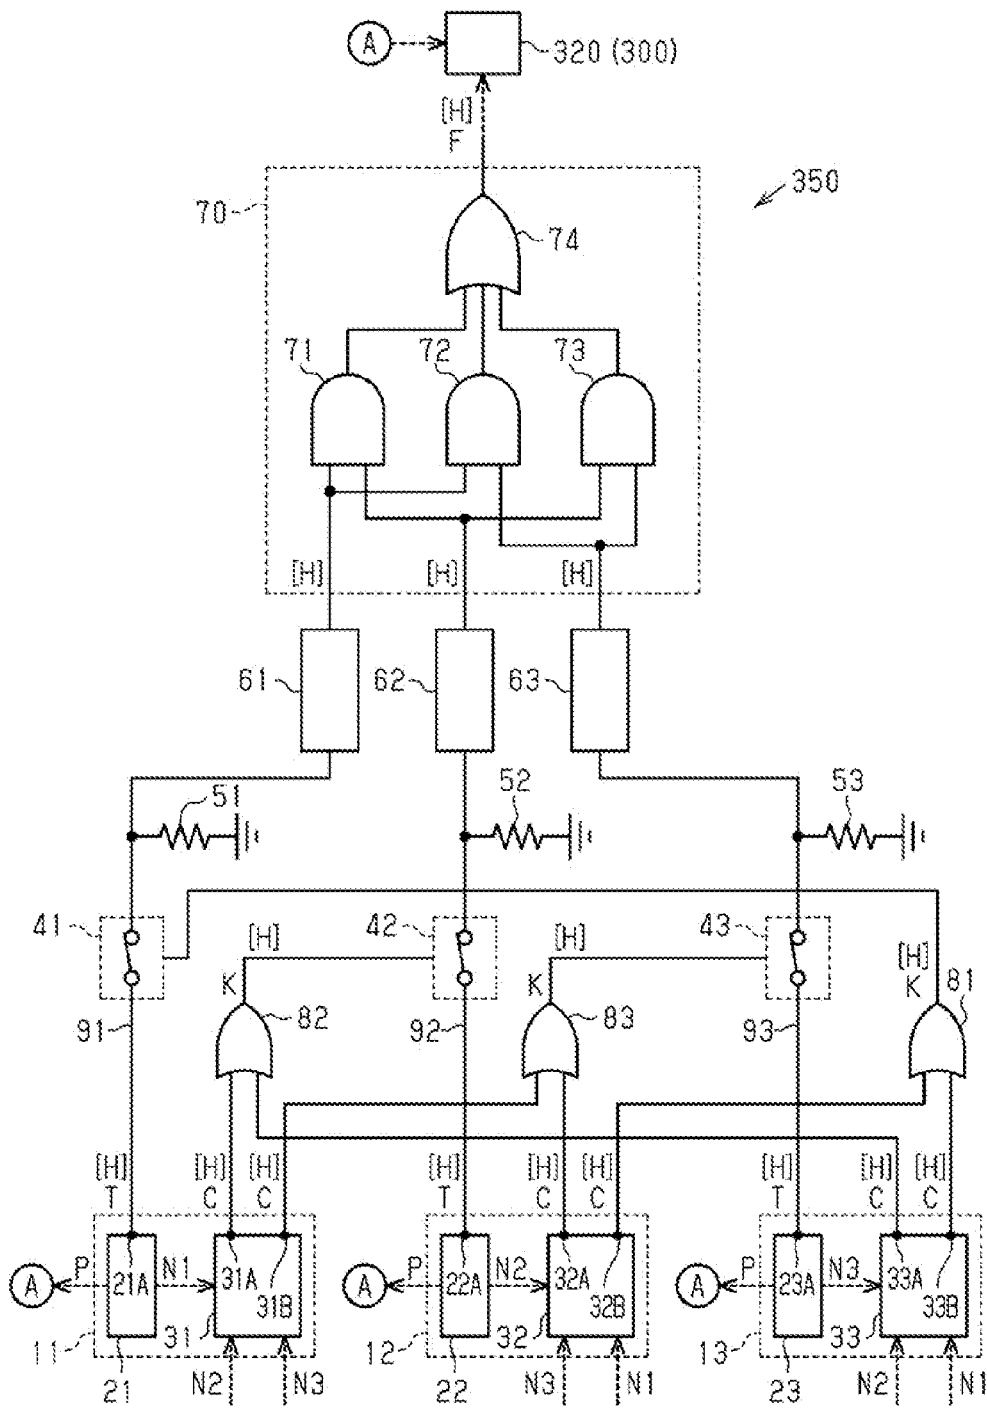 A
320 (300)
[H]
F
350
70
74
71
72
73
[H]
[H]
[H]
61
62
63
51
52
53
41
42
43
[H]
[H]
[H]
K
K
K
81
82
83
91
92
93
[H]
[H]
[H]
[H]
[H]
[H]
[H]
[H]
[H]
T
C
C
T
C
C
T
C
C
A
P
21A
N1
31A
31B
A
P
22A
N2
32A
32B
A
P
23A
N3
33A
33B
11
21
31
12
22
32
13
23
33
N2
N3
N3
N1
N2
N1